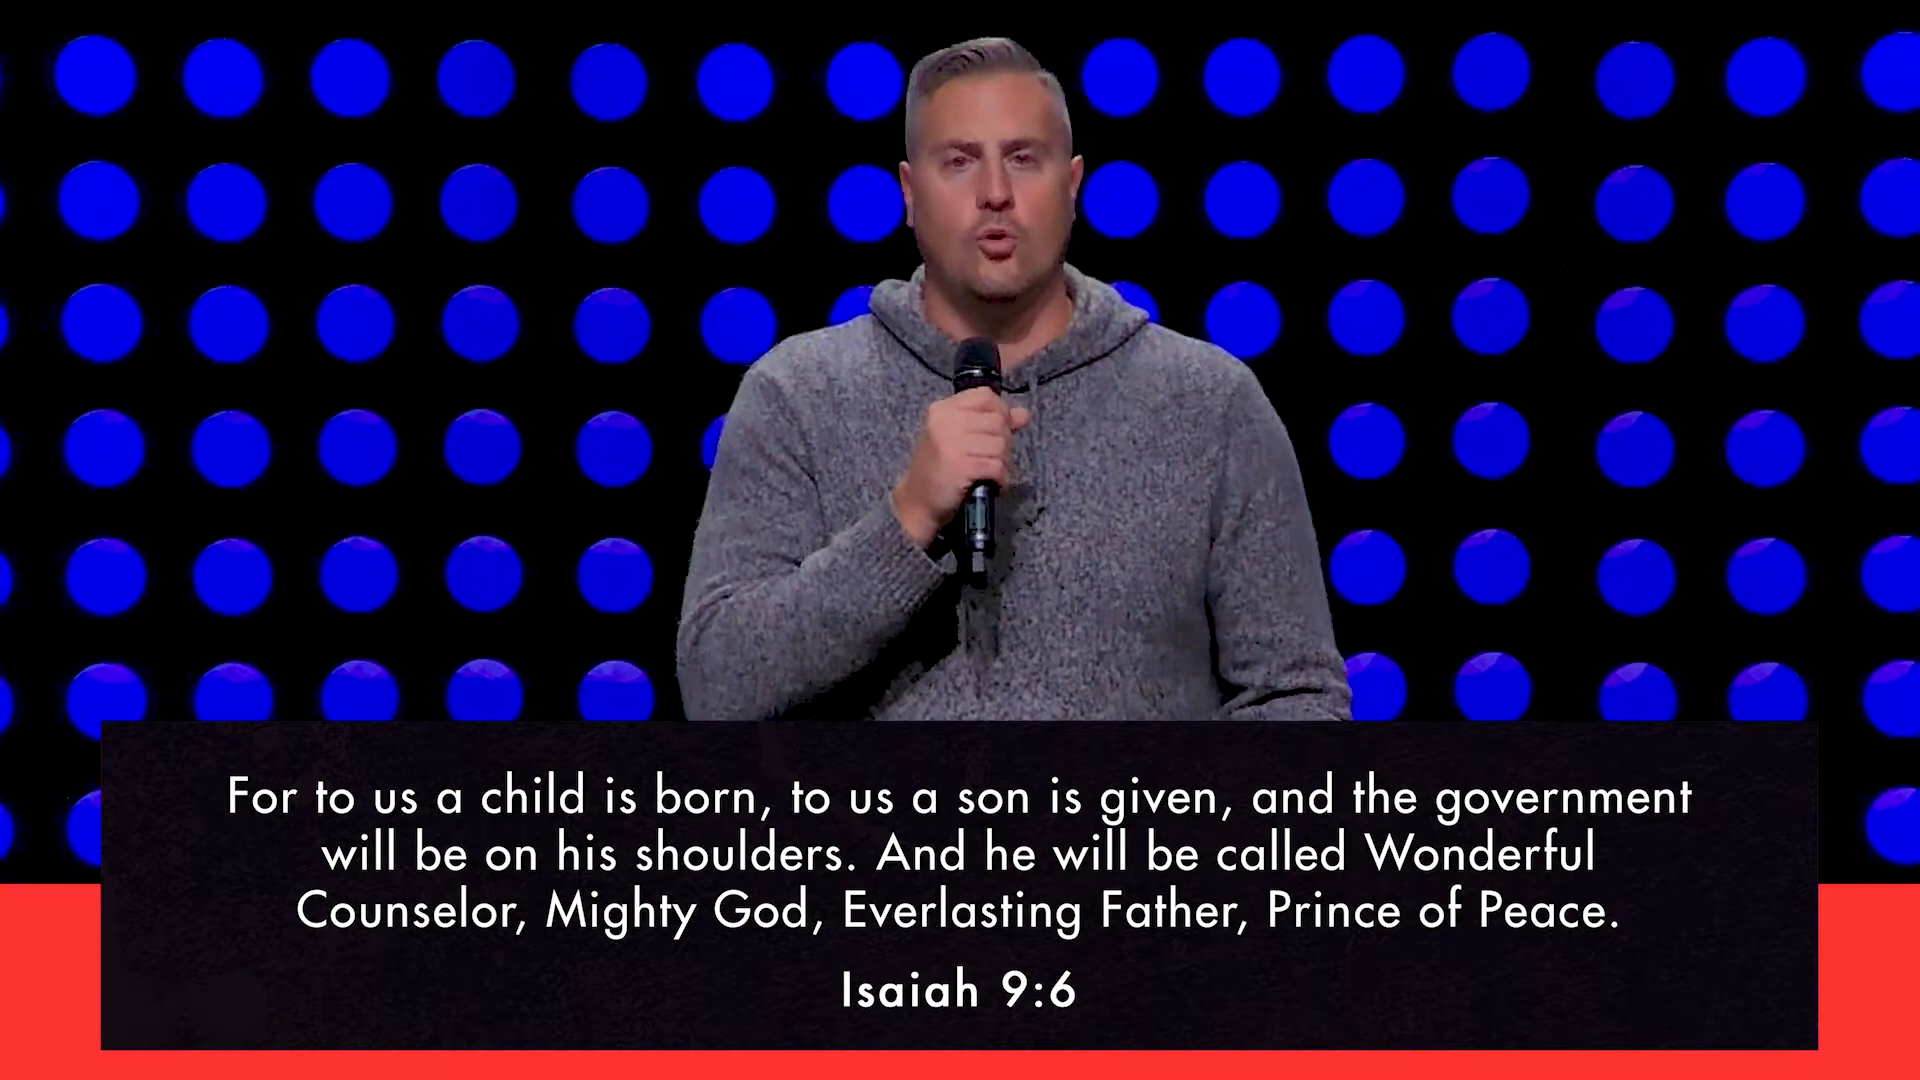 For to us a child is born, to us a son is given, and the government
will be on his shoulders. And he will be called Wonderful
Counselor, Mighty God, Everlasting Father, Prince of Peace.
Isaiah 9:6